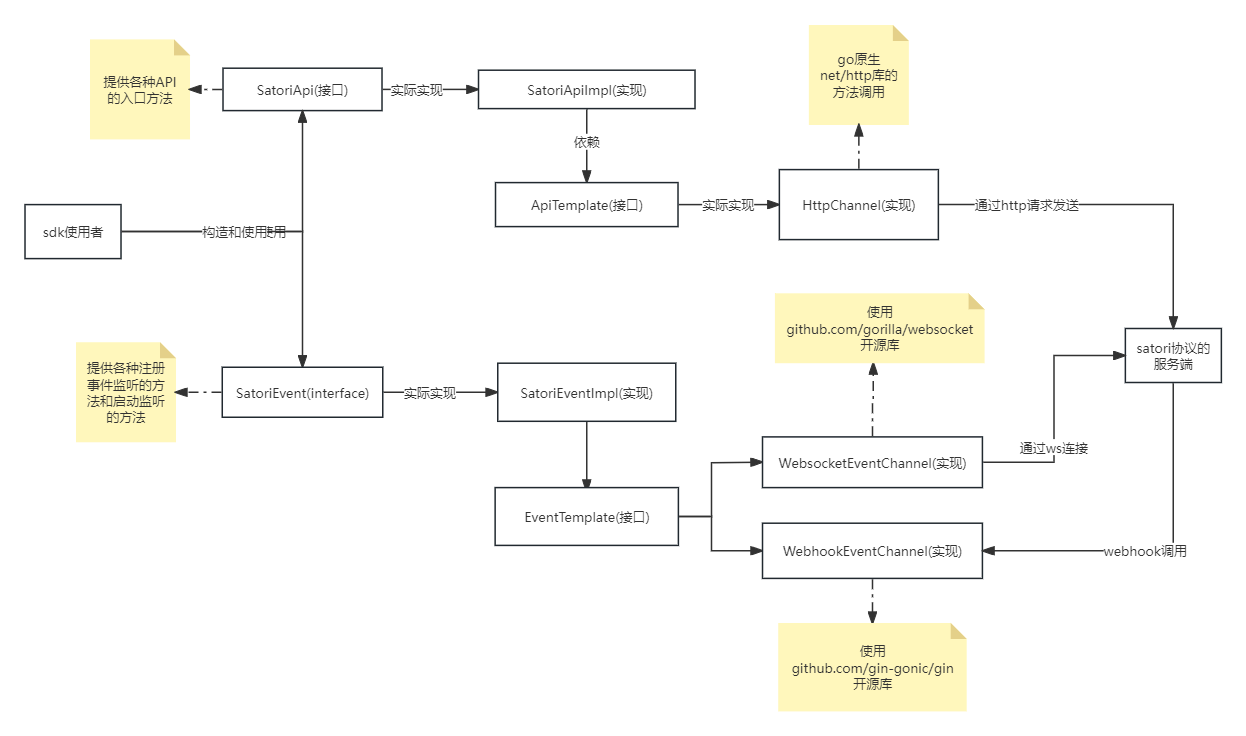 go原生
net/http库的
方法调用
提供各种API
的入口方法
SatoriApi(接口)
实际实现
SatoriApiImpl(实现)
依赖
ApiTemplate(接口)
实际实现
HttpChannel(实现)
通过http请求发送
sdk使用者
构造和使用
使用
github.com/gorilla/websocket
开源库
satori协议的
服务端
提供各种注册
事件监听的方
法和启动监听
的方法
SatoriEvent(interface)
实际实现
SatoriEventImpl(实现)
WebsocketEventChannel(实现)
通过ws连接
EventTemplate(接口)
WebhookEventChannel(实现)
webhook调用
使用
github.com/gin-gonic/gin
开源库